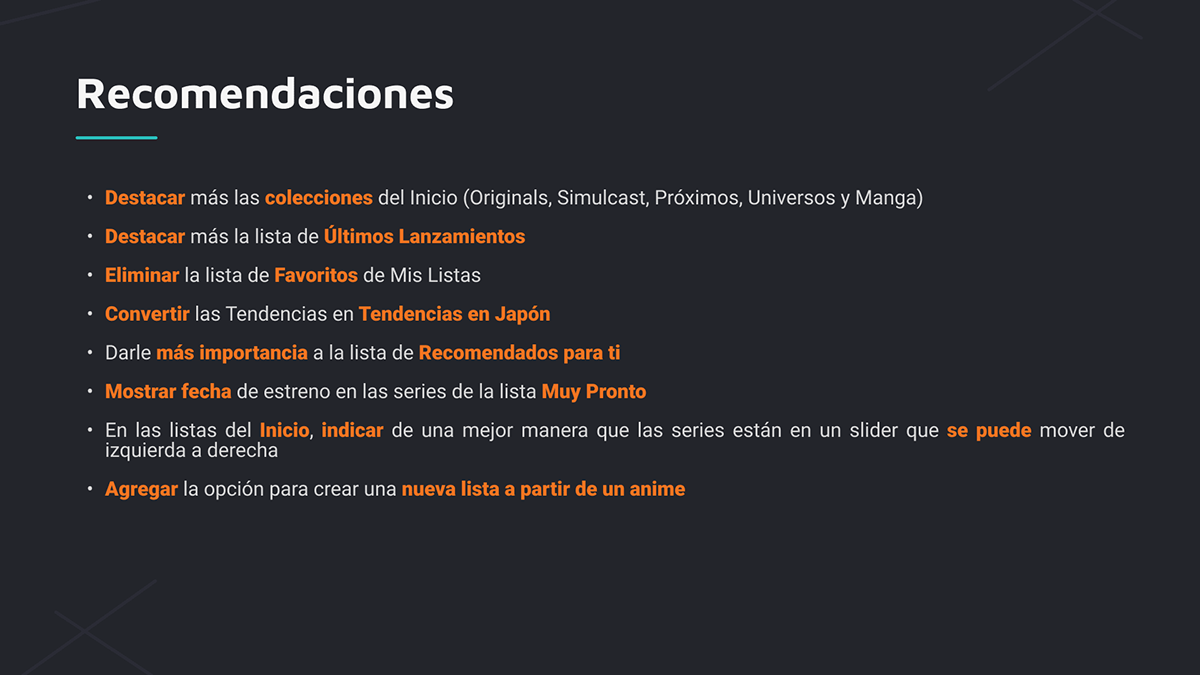 Recomendaciones
• Destacar más las colecciones del Inicio (Originals, Simulcast, Próximos, Universos y Manga)
• Destacar más la lista de Últimos Lanzamientos
• Eliminar la lista de Favoritos de Mis Listas
• Convertir las Tendencias en Tendencias en Japón
• Darle más importancia a la lista de Recomendados para ti
• Mostrar fecha de estreno en las series de la lista Muy Pronto
• En las listas del Inicio, indicar de una mejor manera que las series están en un slider que se puede mover de
izquierda a derecha
• Agregar la opción para crear una nueva lista a partir de un anime